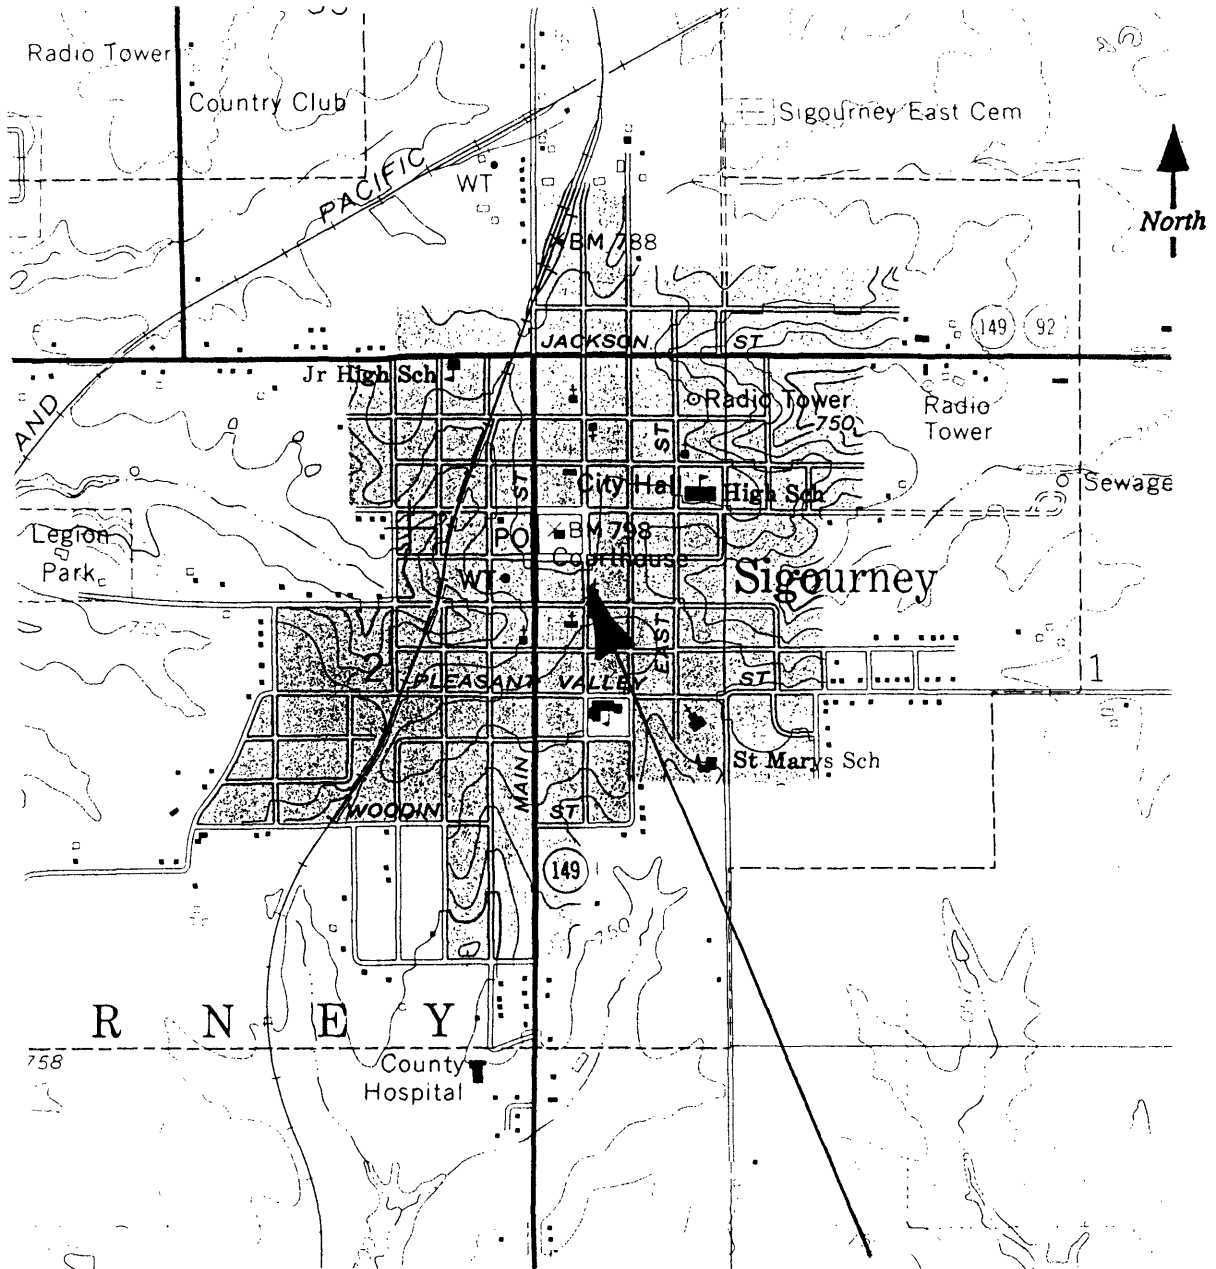 Radio Tower
Country Club
Sigourney East Cem
PACIFIC
WT
North
BM 788
149
92
JACKSON ST
Jr High Sch
Radio Tower
750
Radio
Tower
AND
ST
ST
City Hall
High Sch
Sewage
Legion
Park
PO
BM 798
Courthouse
WT
Sigourney
750
EAST
2
PLEASANT VALLEY ST
1
St Marys Sch
MAIN
WOODIN ST
149
750
R N E Y
758
County
Hospital